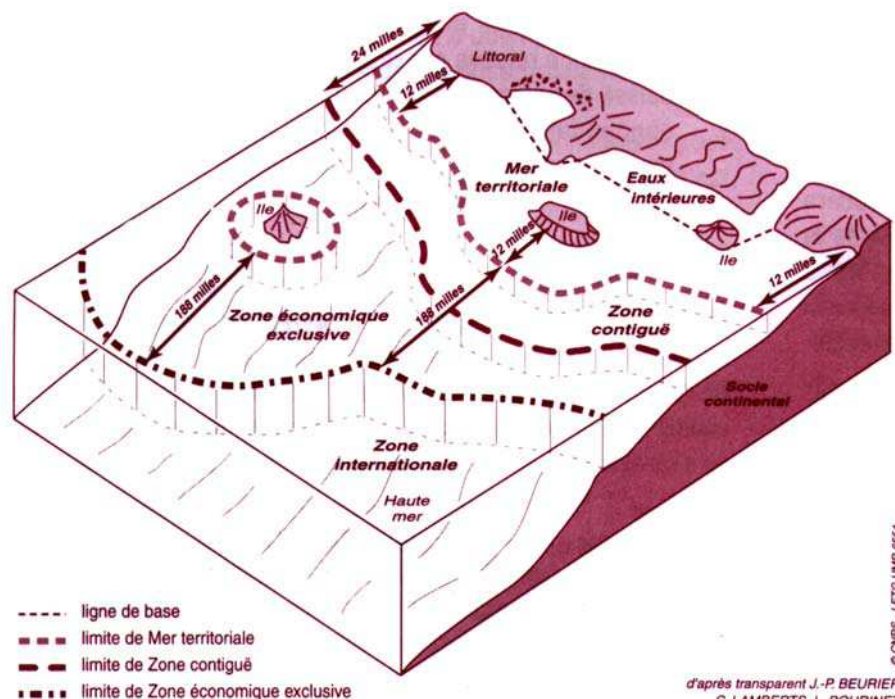 24 milles
Littoral
12 milles
Mer
territoriale
Eaux
intérieures
Ile
Ile
12 milles
Ile
188 milles
188 milles
12 milles
Zone économique
exclusive
Zone
contiguë
Socle
continental
Zone
internationale
Haute
mer
ligne de base
limite de Mer territoriale
limite de Zone contiguë
limite de Zone économique exclusive
d'après transparent J.-P. BEURIER